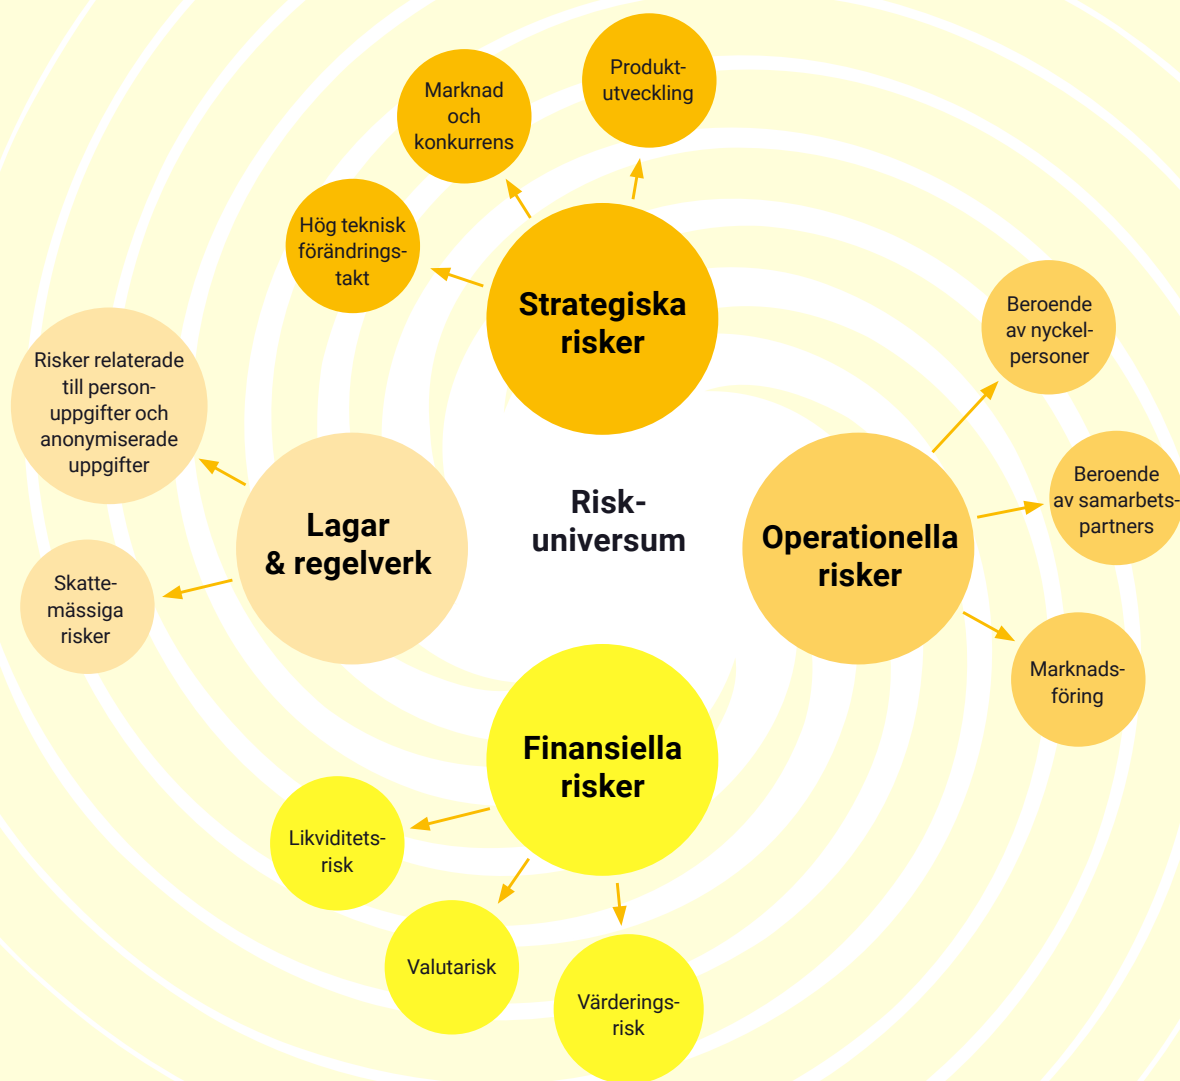 Produkt-
utveckling
Marknad
och
konkurrens
Hög teknisk
förändrings-
takt
Strategiska
risker
Beroende
av nyckel-
personer
Risker relaterade
till person-
uppgifter och
anonymiserade
uppgifter
Beroende
av samarbets-
partners
Risk-
universum
Lagar
& regelverk
Operationella
risker
Skatte-
mässiga
risker
Marknads-
föring
Finansiella
risker
Likviditets-
risk
Valutarisk
Värderings-
risk